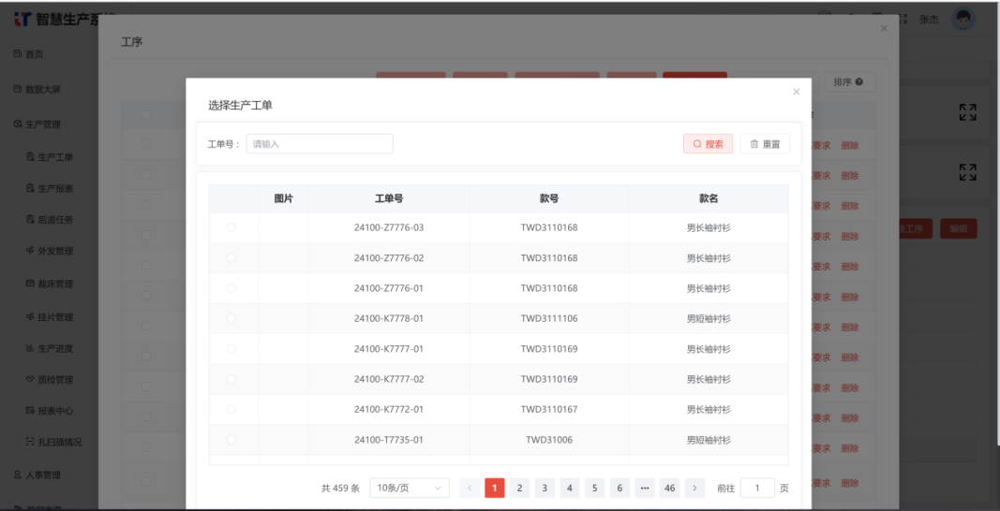 智慧生产系
张杰
首页
数据大屏
生产管理
生产工单
生产报表
后道任务
外发管理
裁床管理
挂片管理
生产进度
质检管理
报表中心
扎扫描情况
人事管理
工序
排序
要求 删除
要求 删除
要求 删除
要求 删除
要求 删除
要求 删除
要求 删除
要求 删除
要求 删除
要求 删除
要求 删除
要求 删除
工序 编辑
选择生产工单
工单号： 请输入 搜索 重置
图片 工单号 款号 款名
24100-Z7776-03 TWD3110168 男长袖衬衫
24100-Z7776-02 TWD3110168 男长袖衬衫
24100-Z7776-01 TWD3110168 男长袖衬衫
24100-K7778-01 TWD3111106 男短袖衬衫
24100-K7777-01 TWD3110169 男长袖衬衫
24100-K7777-02 TWD3110169 男长袖衬衫
24100-K7772-01 TWD3110167 男长袖衬衫
24100-T7735-01 TWD31006 男短袖衬衫
共 459 条 10条/页 < 1 2 3 4 5 6 ••• 46 > 前往 1 页